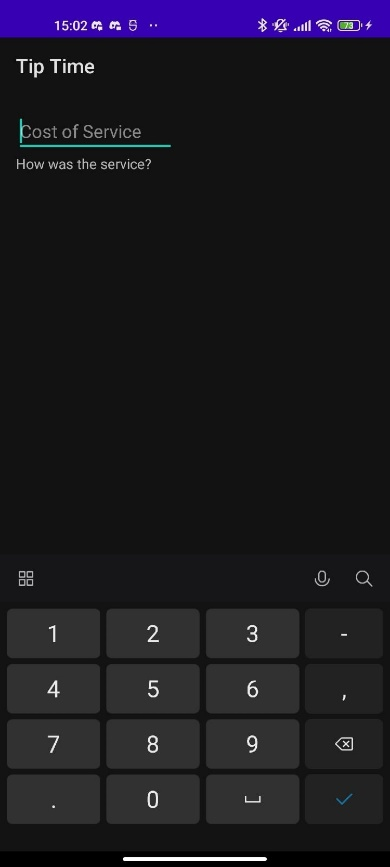 15:02 73
Tip Time
Cost of Service
How was the service?
1 2 3 -
4 5 6 ,
7 8 9
. 0